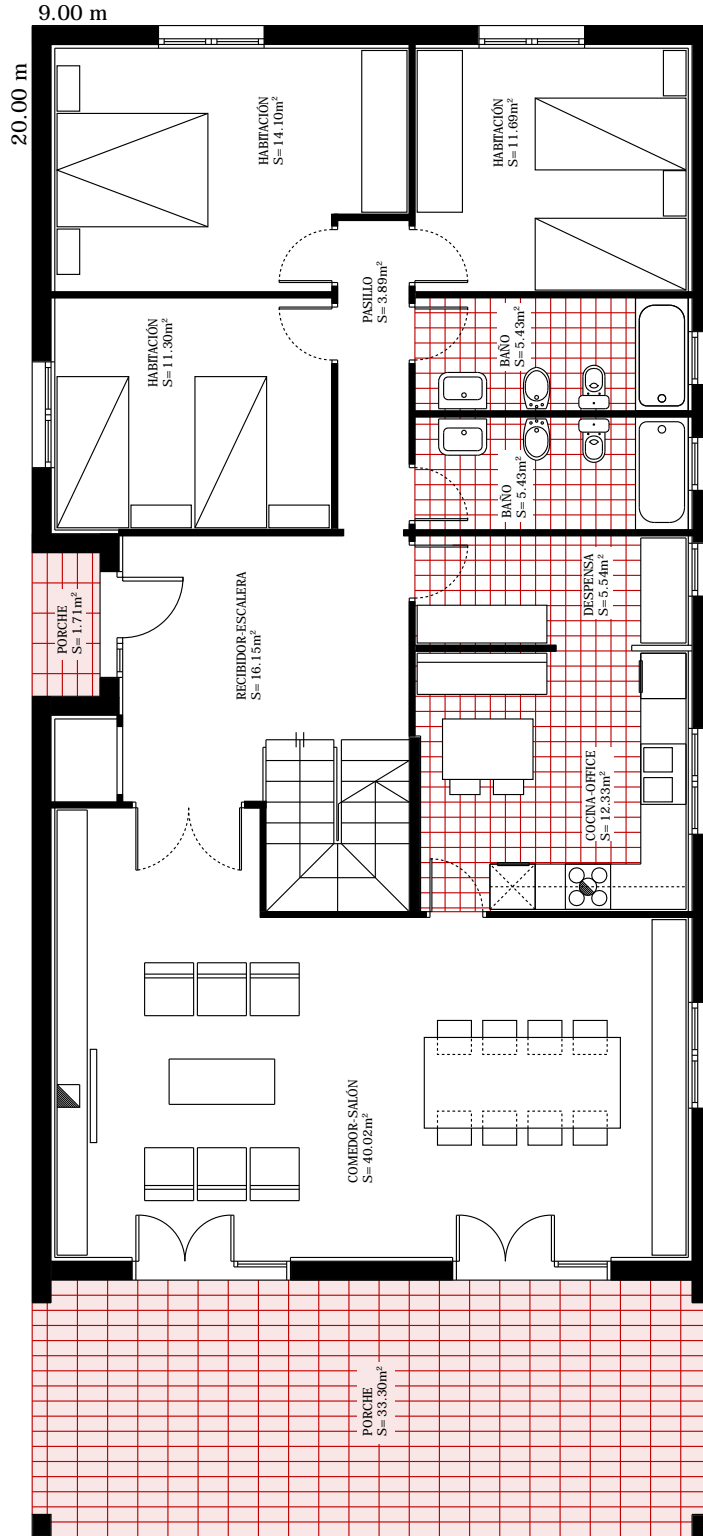 9.00 m
20.00 m
HABITACIÓN
S=14.10m²
HABITACIÓN
S=11.69m²
PASILLO
S=3.89m²
HABITACIÓN
S=11.30m²
BAÑO
S=5.43m²
BAÑO
S=5.43m²
DESPENSA
S=5.54m²
PORCHE
S=1.71m²
RECIBIDOR-ESCALERA
S=16.15m²
COCINA-OFFICE
S=12.33m²
COMEDOR-SALÓN
S=40.02m²
PORCHE
S=33.30m²